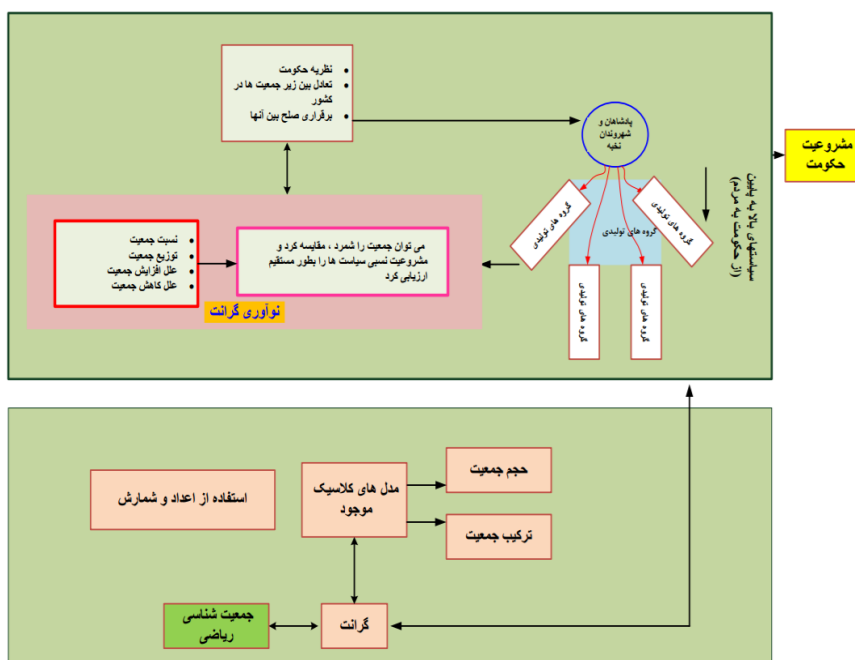 نظریه حکومت
تعادل بین زیر جمعیت ها در
کشور
برقراری صلح بین آنها
پادشاهان و
شهروندان
نخبه
مشروعیت
حکومت
سیاستهای بالا به پایین
(از حکومت به مردم)
گروه های تولیدی
گروه های تولیدی
گروه های تولیدی
گروه های تولیدی
گروه های تولیدی
نسبت جمعیت
توزیع جمعیت
علل افزایش جمعیت
علل کاهش جمعیت
می توان جمعیت را شمرد ، مقایسه کرد و
مشروعیت نسبی سیاست ها را بطور مستقیم
ارزیابی کرد
نوآوری گرانت
حجم جمعیت
مدل های کلاسیک
موجود
استفاده از اعداد و شمارش
ترکیب جمعیت
گرانت
جمعیت شناسی
ریاضی